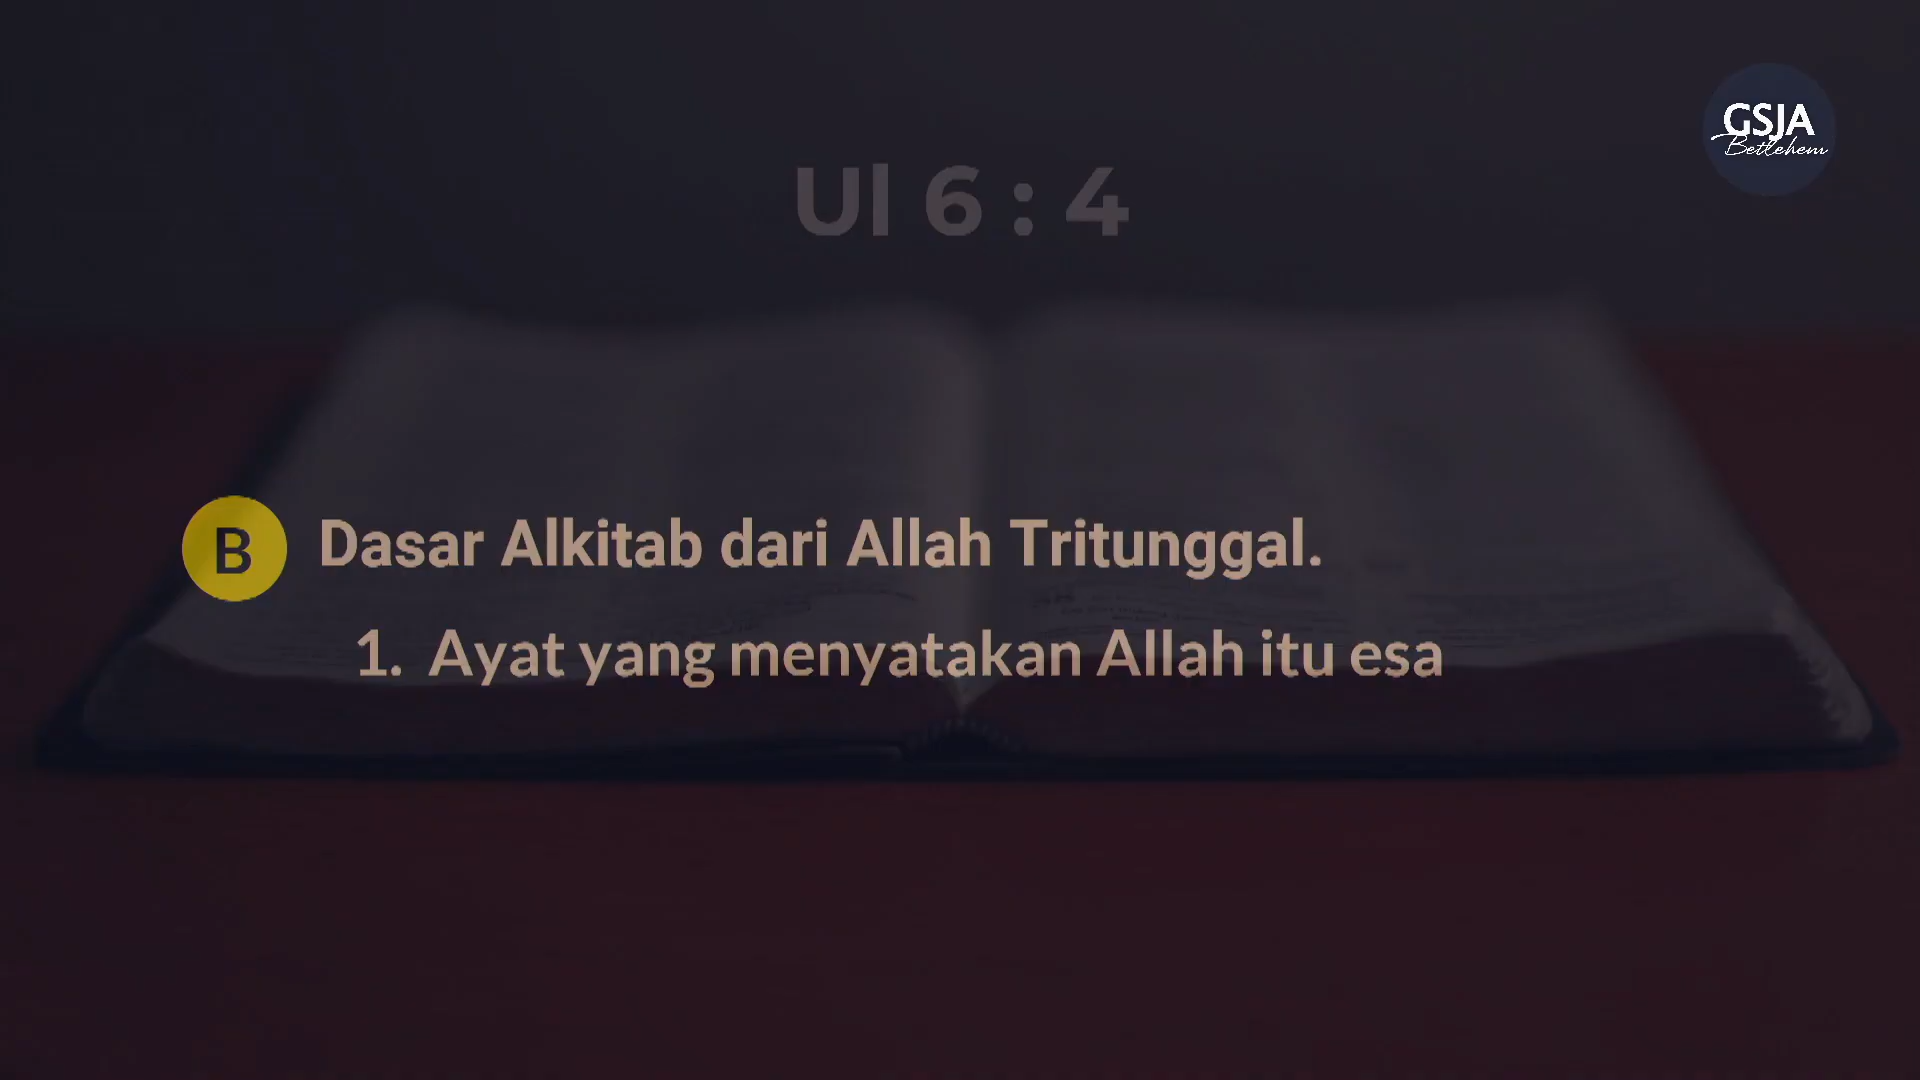 GSJA
Betlehem
Ul 6 : 4
B Dasar Alkitab dari Allah Tritunggal.
1. Ayat yang menyatakan Allah itu esa